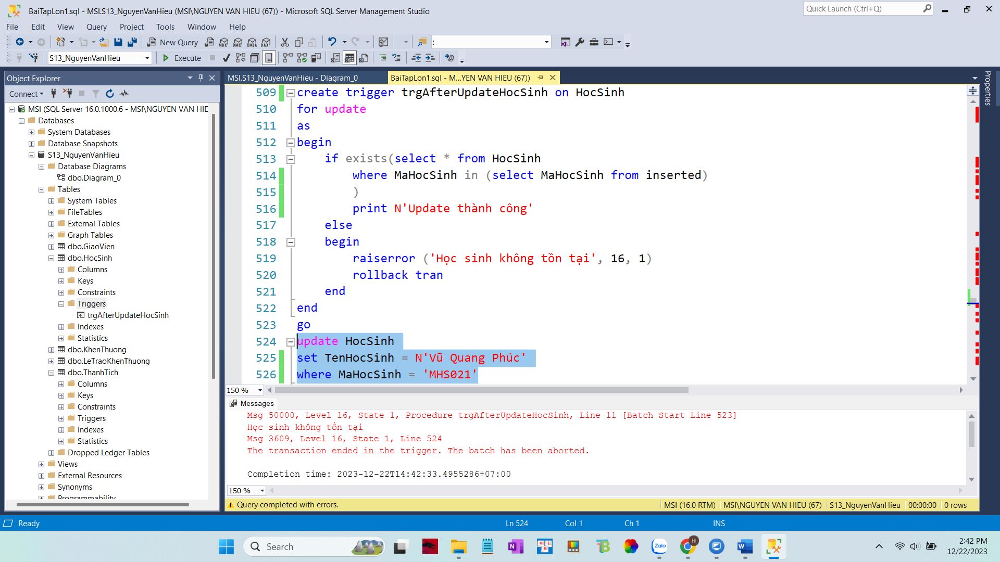 BaiTapLon1.sql - MSI.S13_NguyenVanHieu (MSI\NGUYEN VAN HIEU (67)) - Microsoft SQL Server Management Studio
Quick Launch (Ctrl+Q)
File Edit View Query Project Tools Window Help
New Query
MDX DMX XMLA DAX
:
S13_NguyenVanHieu
Execute
Object Explorer
Connect
MSI (SQL Server 16.0.1000.6 - MSI\NGUYEN VAN HIE
Databases
System Databases
Database Snapshots
S13_NguyenVanHieu
Database Diagrams
dbo.Diagram_0
Tables
System Tables
FileTables
External Tables
Graph Tables
dbo.GiaoVien
dbo.HocSinh
Columns
Keys
Constraints
Triggers
trgAfterUpdateHocSinh
Indexes
Statistics
dbo.KhenThuong
dbo.LeTraoKhenThuong
dbo.ThanhTich
Columns
Keys
Constraints
Triggers
Indexes
Statistics
Dropped Ledger Tables
Views
External Resources
Synonyms
Programmability
MSI.S13_NguyenVanHieu - Diagram_0
BaiTapLon1.sql - M...YEN VAN HIEU (67))
Properties
509 create trigger trgAfterUpdateHocSinh on HocSinh
510 for update
511 as
512 begin
513 if exists(select * from HocSinh
514 where MaHocSinh in (select MaHocSinh from inserted)
515 )
516 print N'Update thành công'
517 else
518 begin
519 raiserror ('Học sinh không tồn tại', 16, 1)
520 rollback tran
521 end
522 end
523 go
524 update HocSinh
525 set TenHocSinh = N'Vũ Quang Phúc'
526 where MaHocSinh = 'MHS021'
150 %
Messages
Msg 50000, Level 16, State 1, Procedure trgAfterUpdateHocSinh, Line 11 [Batch Start Line 523]
Học sinh không tồn tại
Msg 3609, Level 16, State 1, Line 524
The transaction ended in the trigger. The batch has been aborted.
Completion time: 2023-12-22T14:42:33.4955286+07:00
150 %
Query completed with errors.
MSI (16.0 RTM) MSI\NGUYEN VAN HIEU (67) S13_NguyenVanHieu 00:00:00 0 rows
Ready
Ln 524 Col 1 Ch 1 INS
Search
Zalo
H
2:42 PM
12/22/2023